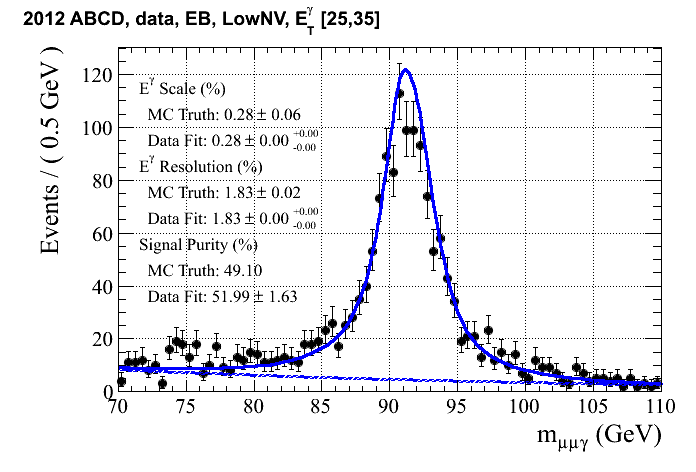 2012 ABCD, data, EB, LowNV, E_T^γ [25,35]
Events / ( 0.5 GeV )
120
100
80
60
40
20
0
E^γ Scale (%)
MC Truth: 0.28 ± 0.06
Data Fit: 0.28 ± 0.00 +0.00 -0.00
E^γ Resolution (%)
MC Truth: 1.83 ± 0.02
Data Fit: 1.83 ± 0.00 +0.00 -0.00
Signal Purity (%)
MC Truth: 49.10
Data Fit: 51.99 ± 1.63
70 75 80 85 90 95 100 105 110
m_μμγ (GeV)